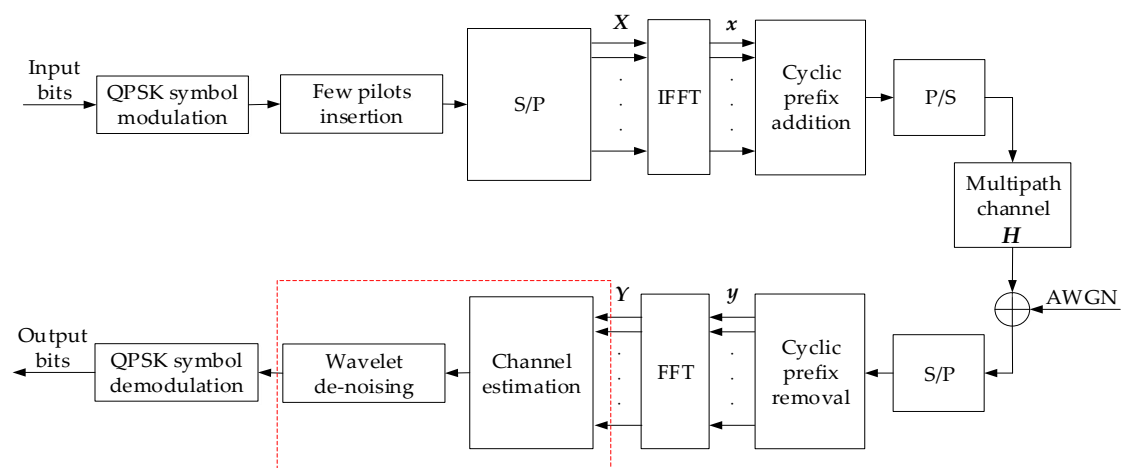 Input
bits
QPSK symbol
modulation
Few pilots
insertion
S/P
X
IFFT
x
Cyclic
prefix
addition
P/S
Multipath
channel
H
AWGN
Output
bits
QPSK symbol
demodulation
Wavelet
de-noising
Channel
estimation
Y
FFT
y
Cyclic
prefix
removal
S/P